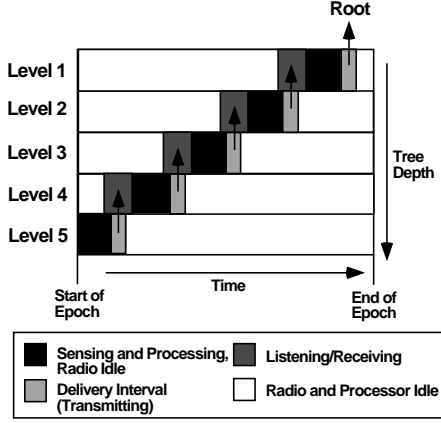 Root
Level 1
Level 2
Level 3
Level 4
Level 5
Tree
Depth
Time
Start of
Epoch
End of
Epoch
Sensing and Processing,
Radio Idle
Listening/Receiving
Delivery Interval
(Transmitting)
Radio and Processor Idle